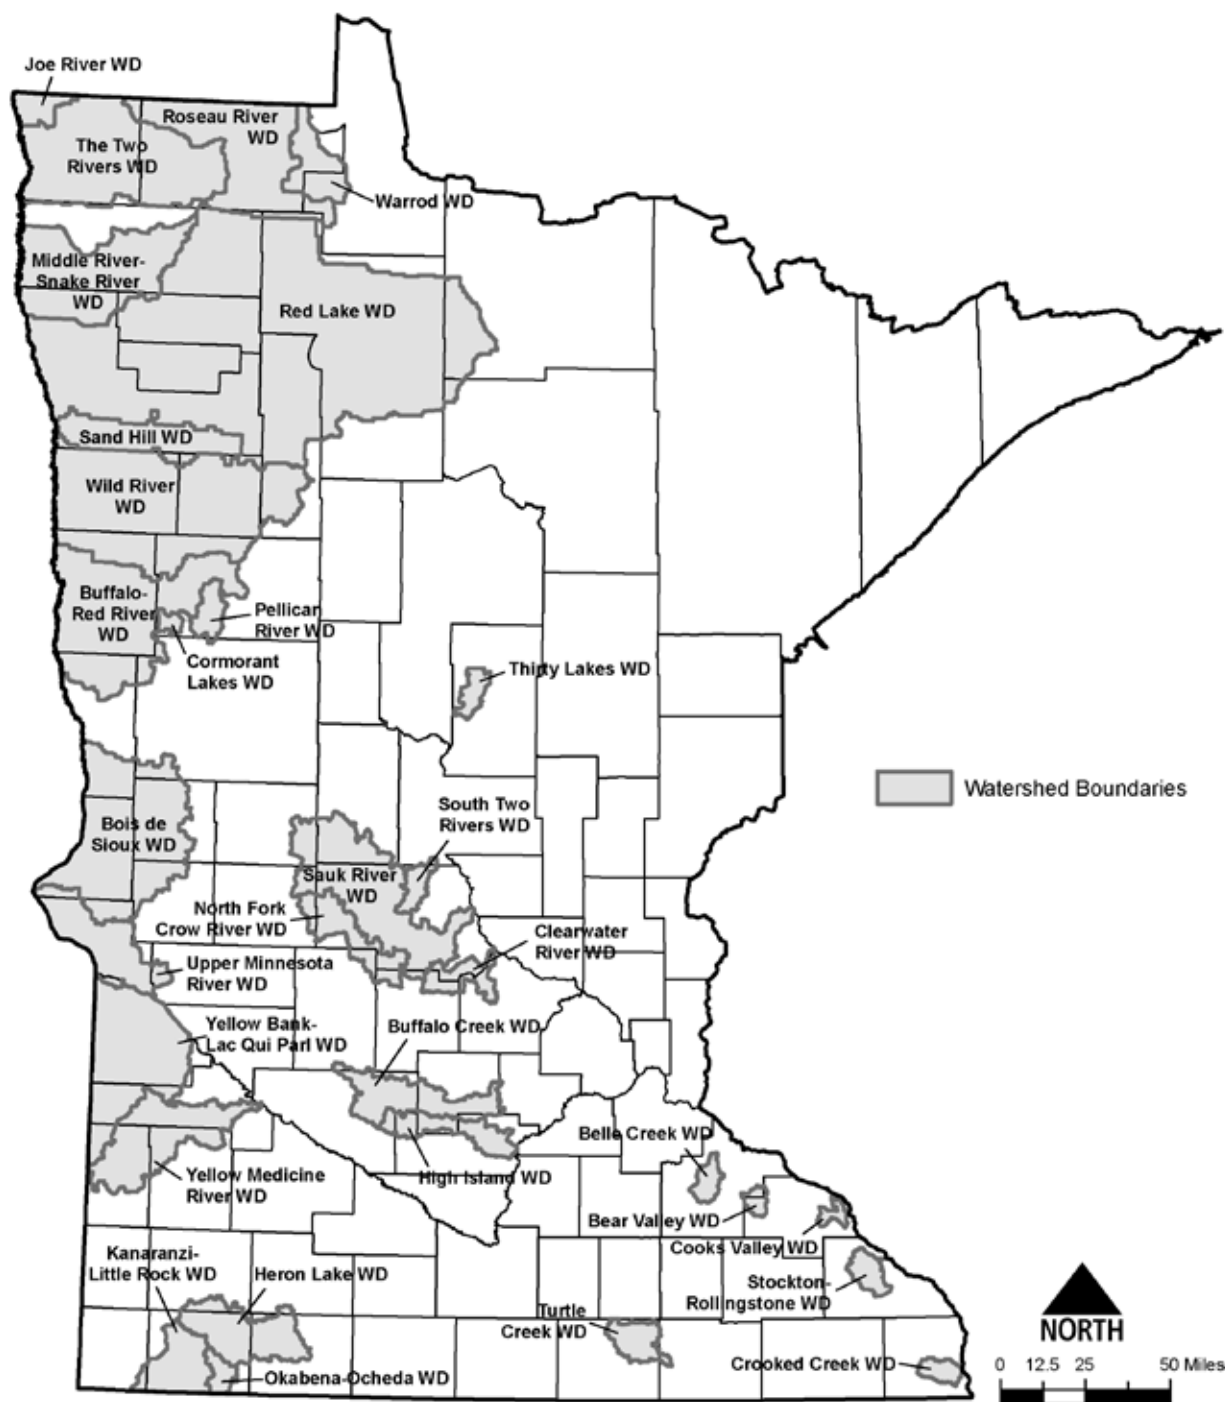 Joe River WD
Roseau River
WD
The Two
Rivers WD
Warrod WD
Middle River-
Snake River
WD
Red Lake WD
Sand Hill WD
Wild River
WD
Buffalo-
Red River
WD
Pellican
River WD
Cormorant
Lakes WD
Thirty Lakes WD
Watershed Boundaries
South Two
Rivers WD
Bois de
Sioux WD
Sauk River
WD
North Fork
Crow River WD
Clearwater
River WD
Upper Minnesota
River WD
Yellow Bank-
Lac Qui Parl WD
Buffalo Creek WD
Belle Creek WD
Yellow Medicine
River WD
High Island WD
Bear Valley WD
Cooks Valley WD
Kanaranzi-
Little Rock WD
Heron Lake WD
Stockton-
Rollingstone WD
Turtle
Creek WD
Crooked Creek WD
Okabena-Ocheda WD
NORTH
0 12.5 25 50 Miles